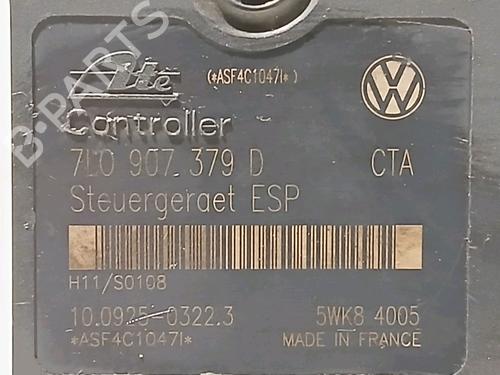 B-PARTS
Ate (*ASF4C1047I*)
Controller
7L0 907 379 D CTA
Steuergeraet ESP
H11/S0108
10.0925-0322.3 5WK8 4005
*ASF4C1047I* MADE IN FRANCE